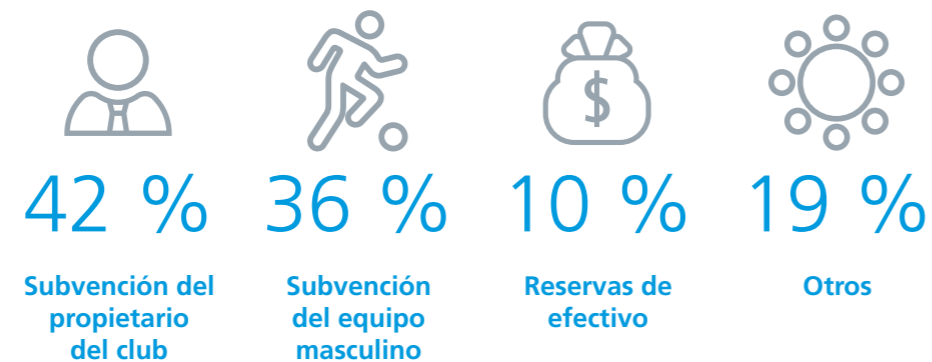 $
42 %
Subvención del
propietario
del club
36 %
Subvención
del equipo
masculino
10 %
Reservas de
efectivo
19 %
Otros